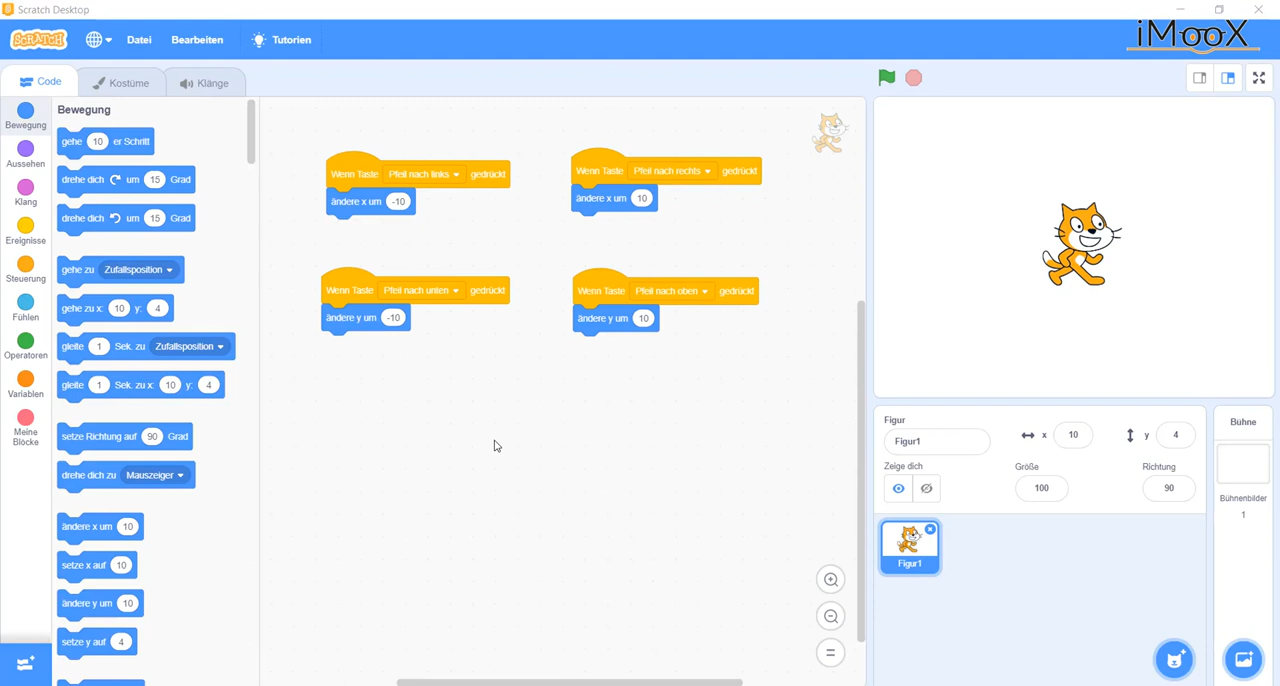 Scratch Desktop
SCRATCH Datei Bearbeiten Tutorien iMooX
Code Kostüme Klänge
Bewegung
Aussehen
Klang
Ereignisse
Steuerung
Fühlen
Operatoren
Variablen
Meine
Blöcke
Bewegung
gehe 10 er Schritt
drehe dich um 15 Grad
drehe dich um 15 Grad
gehe zu Zufallsposition
gehe zu x: 10 y: 4
gleite 1 Sek. zu Zufallsposition
gleite 1 Sek. zu x: 10 y: 4
setze Richtung auf 90 Grad
drehe dich zu Mauszeiger
ändere x um 10
setze x auf 10
ändere y um 10
setze y auf 4
Wenn Taste Pfeil nach links gedrückt
ändere x um -10
Wenn Taste Pfeil nach rechts gedrückt
ändere x um 10
Wenn Taste Pfeil nach unten gedrückt
ändere y um -10
Wenn Taste Pfeil nach oben gedrückt
ändere y um 10
Figur
Figur1 x 10 y 4
Zeige dich Größe Richtung
100 90
Figur1
Bühne
Bühnenbilder
1